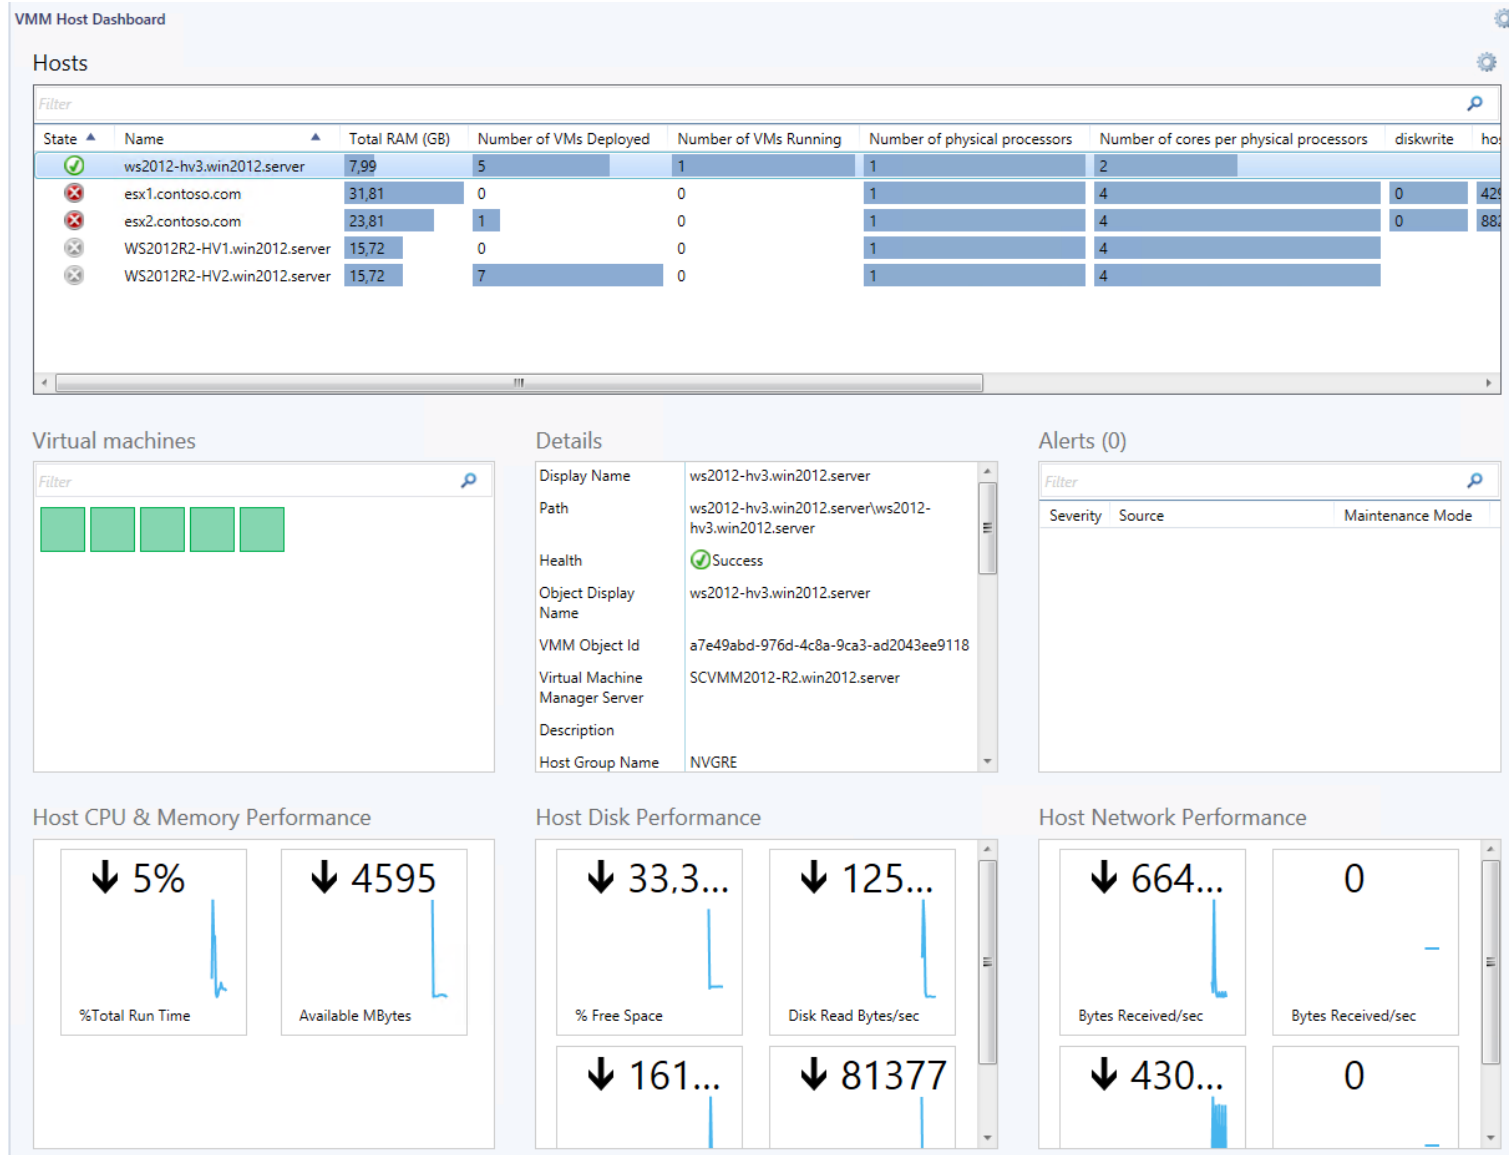 VMM Host Dashboard
Hosts
Filter
State Name Total RAM (GB) Number of VMs Deployed Number of VMs Running Number of physical processors Number of cores per physical processors diskwrite
ws2012-hv3.win2012.server 7,99 5 1 1 2
esx1.contoso.com 31,81 0 0 1 4 0 429
esx2.contoso.com 23,81 1 0 1 4 0 882
WS2012R2-HV1.win2012.server 15,72 0 0 1 4
WS2012R2-HV2.win2012.server 15,72 7 0 1 4
Virtual machines
Filter
Details
Display Name ws2012-hv3.win2012.server
Path ws2012-hv3.win2012.server\ws2012-
hv3.win2012.server
Health Success
Object Display ws2012-hv3.win2012.server
Name
VMM Object Id a7e49abd-976d-4c8a-9ca3-ad2043ee9118
Virtual Machine SCVMM2012-R2.win2012.server
Manager Server
Description
Host Group Name NVGRE
Alerts (0)
Filter
Severity Source Maintenance Mode
Host CPU & Memory Performance
5% 4595
%Total Run Time Available MBytes
Host Disk Performance
33,3... 125...
% Free Space Disk Read Bytes/sec
161... 81377
Host Network Performance
664... 0
Bytes Received/sec Bytes Received/sec
430... 0